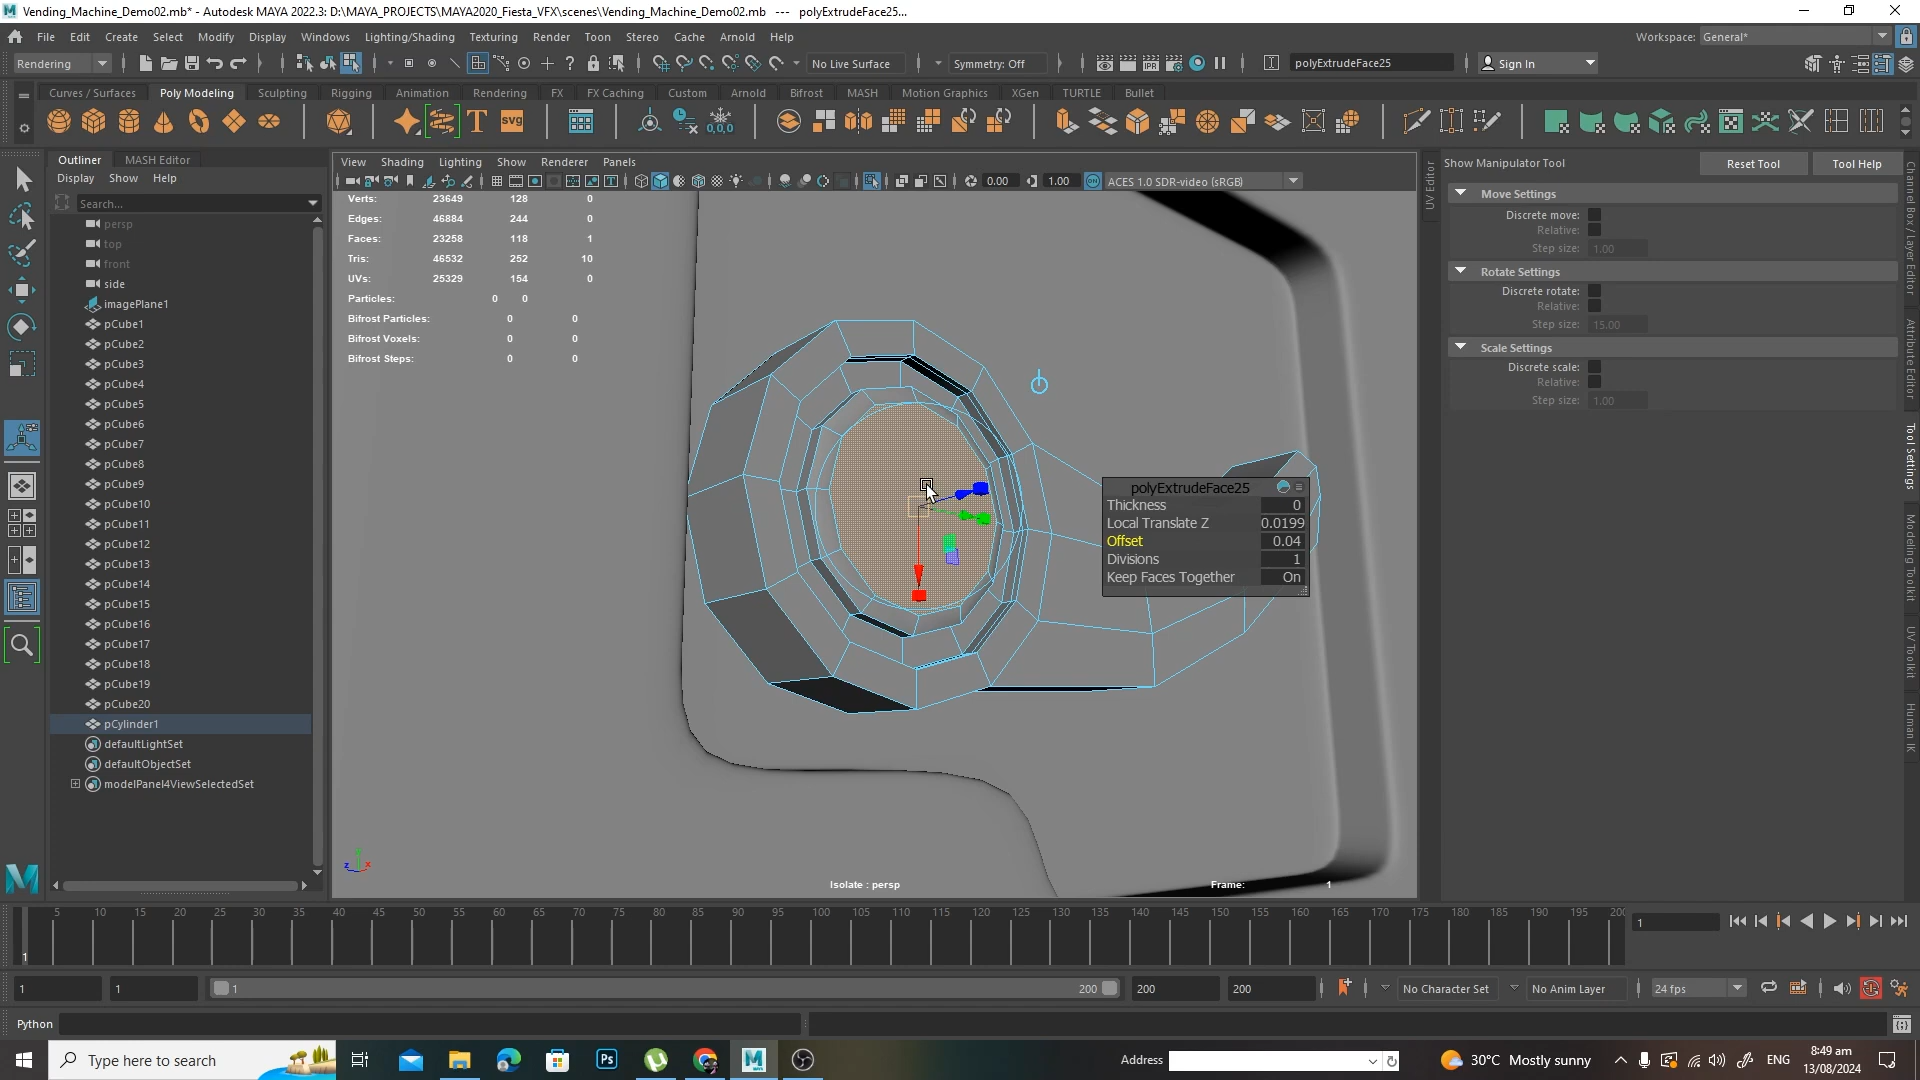 Vending_Machine_Demo02.mb* - Autodesk MAYA 2022.3: D:\MAYA_PROJECTS\MAYA2020_Fiesta_VFX\scenes\Vending_Machine_Demo02.mb --- polyExtrudeFace25...
File Edit Create Select Modify Display Windows Lighting/Shading Texturing Render Toon Stereo Cache Arnold Help
Workspace: General*
Rendering No Live Surface Symmetry: Off polyExtrudeFace25 Sign In
Curves / Surfaces Poly Modeling Sculpting Rigging Animation Rendering FX FX Caching Custom Arnold Bifrost MASH Motion Graphics XGen TURTLE Bullet
T SVG 0,0,0
Outliner MASH Editor
Display Show Help
Search...
persp
top
front
side
imagePlane1
pCube1
pCube2
pCube3
pCube4
pCube5
pCube6
pCube7
pCube8
pCube9
pCube10
pCube11
pCube12
pCube13
pCube14
pCube15
pCube16
pCube17
pCube18
pCube19
pCube20
pCylinder1
defaultLightSet
defaultObjectSet
modelPanel4ViewSelectedSet
View Shading Lighting Show Renderer Panels
0.00 1.00 ACES 1.0 SDR-video (sRGB)
Verts: 23649 128 0
Edges: 46884 244 0
Faces: 23258 118 1
Tris: 46532 252 10
UVs: 25329 154 0
Particles: 0 0
Bifrost Particles: 0 0
Bifrost Voxels: 0 0
Bifrost Steps: 0 0
polyExtrudeFace25
Thickness 0
Local Translate Z 0.0199
Offset 0.04
Divisions 1
Keep Faces Together On
z x
Isolate : persp
Frame: 1
UV Editor
Show Manipulator Tool Reset Tool Tool Help
Move Settings
Discrete move:
Relative:
Step size: 1.00
Rotate Settings
Discrete rotate:
Relative:
Step size: 15.00
Scale Settings
Discrete scale:
Relative:
Step size: 1.00
Channel Box / Layer Editor
Attribute Editor
Tool Settings
Modeling Toolkit
UV Toolkit
Human IK
5 10 15 20 25 30 35 40 45 50 55 60 65 70 75 80 85 90 95 100 105 110 115 120 125 130 135 140 145 150 155 160 165 170 175 180 185 190 195 200
1
1
1 1 1 200 200 200 No Character Set No Anim Layer 24 fps
Python
Type here to search
Address
30°C Mostly sunny
ENG
8:49 am
13/08/2024